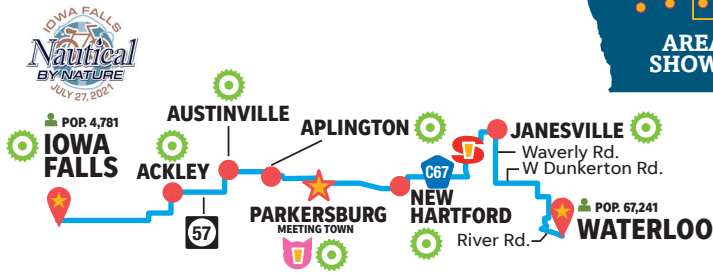 IOWA FALLS
Nautical
BY NATURE
JULY 27, 2021
AREA
SHOW
POP. 4,781
IOWA
FALLS
ACKLEY
AUSTINVILLE
APLINGTON
57
PARKERSBURG
MEETING TOWN
C67
NEW
HARTFORD
JANESVILLE
Waverly Rd.
W Dunkerton Rd.
River Rd.
POP. 67,241
WATERLOO